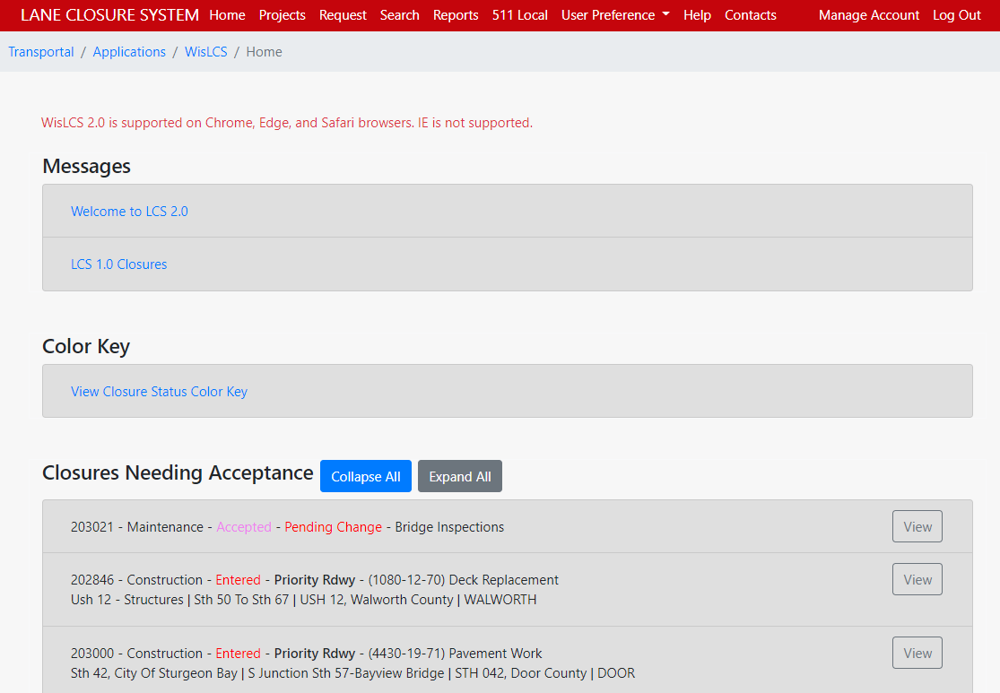 LANE CLOSURE SYSTEM Home Projects Request Search Reports 511 Local User Preference Help Contacts Manage Account Log Out
Transportal / Applications / WisLCS / Home
WisLCS 2.0 is supported on Chrome, Edge, and Safari browsers. IE is not supported.
Messages
Welcome to LCS 2.0
LCS 1.0 Closures
Color Key
View Closure Status Color Key
Closures Needing Acceptance Collapse All Expand All
203021 - Maintenance - Accepted - Pending Change - Bridge Inspections View
202846 - Construction - Entered - Priority Rdwy - (1080-12-70) Deck Replacement View
Ush 12 - Structures | Sth 50 To Sth 67 | USH 12, Walworth County | WALWORTH
203000 - Construction - Entered - Priority Rdwy - (4430-19-71) Pavement Work View
Sth 42, City Of Sturgeon Bay | S Junction Sth 57-Bayview Bridge | STH 042, Door County | DOOR